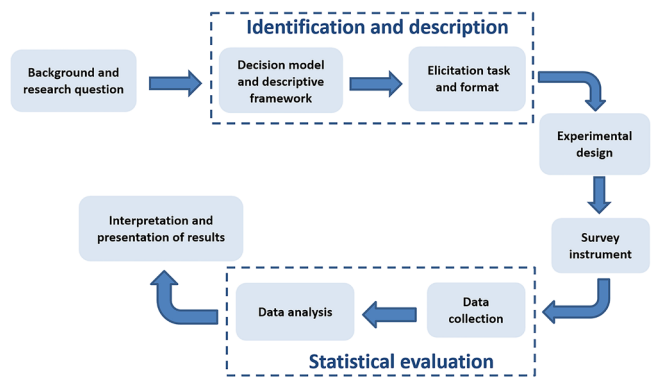 Identification and description
Background and
research question
Decision model
and descriptive
framework
Elicitation task
and format
Experimental
design
Survey
instrument
Data
collection
Data analysis
Statistical evaluation
Interpretation and
presentation of results